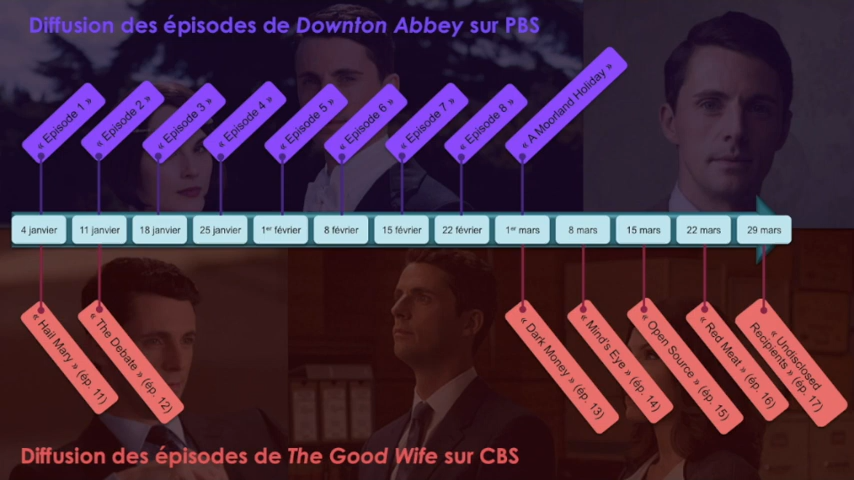 Diffusion des épisodes de Downton Abbey sur PBS
« Episode 1 »
« Episode 2 »
« Episode 3 »
« Episode 4 »
« Episode 5 »
« Episode 6 »
« Episode 7 »
« Episode 8 »
« A Moorland Holiday »
4 janvier
11 janvier
18 janvier
25 janvier
1er février
8 février
15 février
22 février
1er mars
8 mars
15 mars
22 mars
29 mars
« Hail Mary » (ép. 11)
« The Debate » (ép. 12)
« Dark Money » (ép. 13)
« Mind's Eye » (ép. 14)
« Open Source » (ép. 15)
« Red Meat » (ép. 16)
« Undisclosed
Recipients » (ép. 17)
Diffusion des épisodes de The Good Wife sur CBS